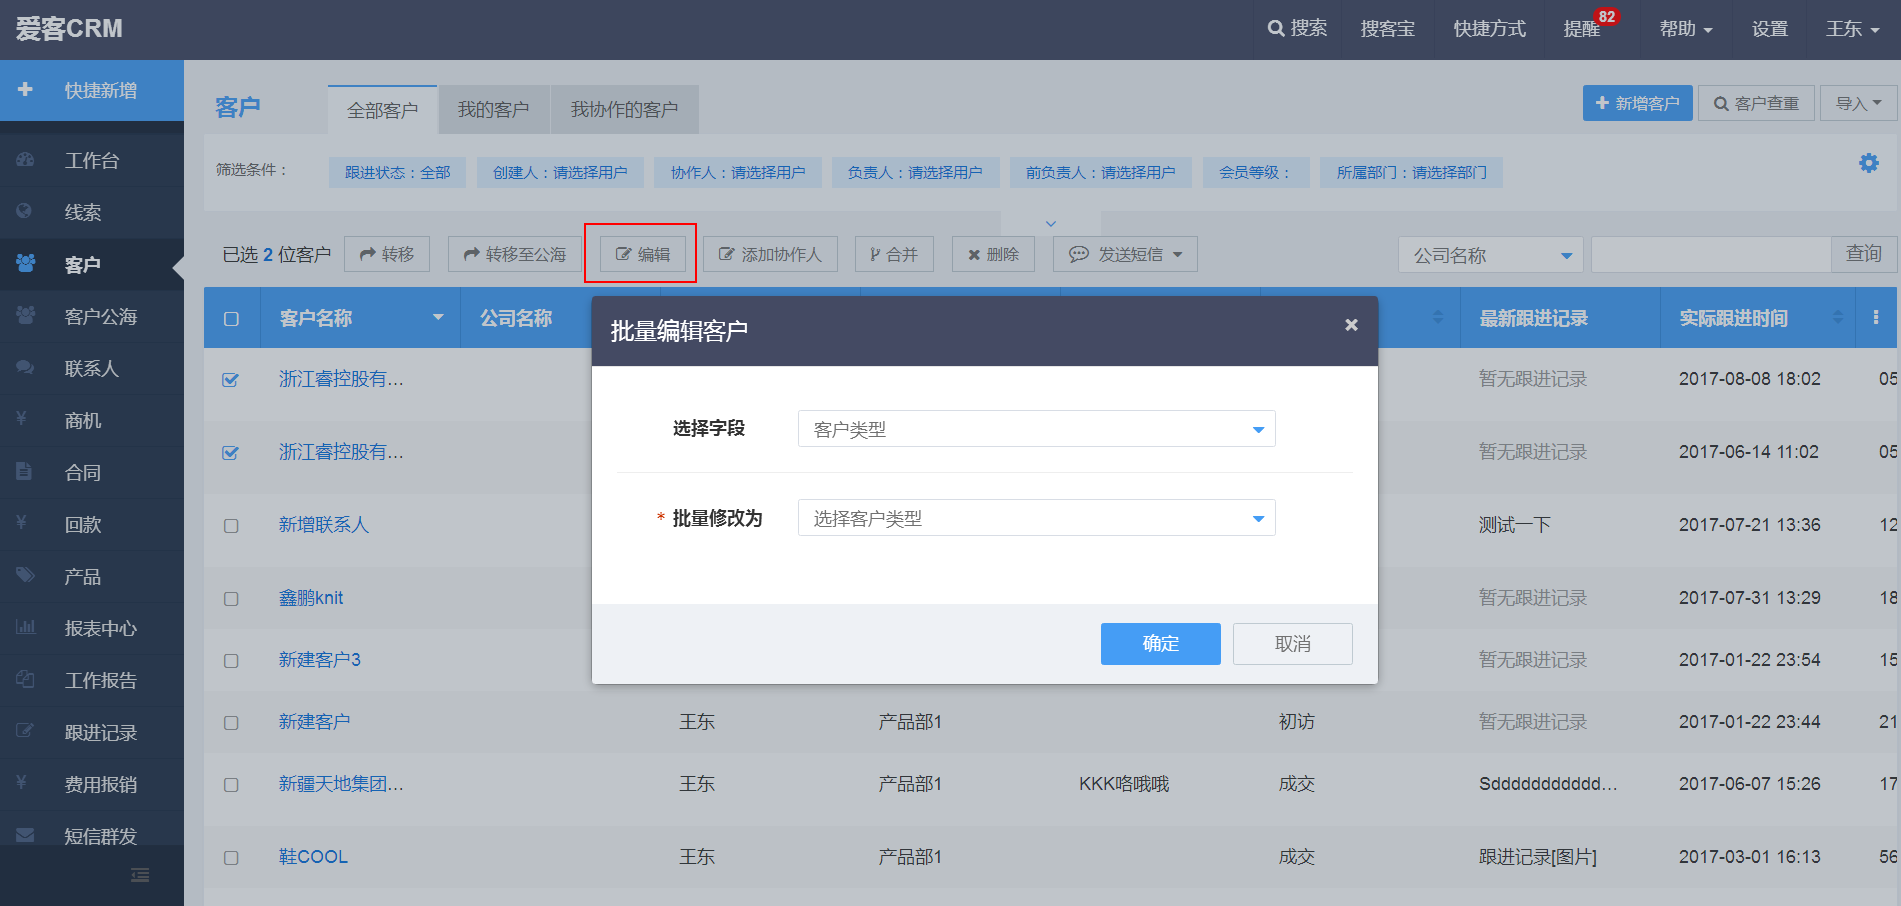 爱客CRM
搜索 搜客宝 快捷方式 提醒 82 帮助 设置 王东
快捷新增
工作台
线索
客户
客户公海
联系人
商机
合同
回款
产品
报表中心
工作报告
跟进记录
费用报销
短信群发
客户 全部客户 我的客户 我协作的客户 新增客户 客户查重 导入
筛选条件： 跟进状态：全部 创建人：请选择用户 协作人：请选择用户 负责人：请选择用户 前负责人：请选择用户 会员等级： 所属部门：请选择部门
已选 2 位客户 转移 转移至公海 编辑 添加协作人 合并 删除 发送短信 公司名称 查询
客户名称 公司名称 最新跟进记录 实际跟进时间
浙江睿控股有... 暂无跟进记录 2017-08-08 18:02 05
浙江睿控股有... 暂无跟进记录 2017-06-14 11:02 05
新增联系人 测试一下 2017-07-21 13:36 12
鑫鹏knit 暂无跟进记录 2017-07-31 13:29 18
新建客户3 暂无跟进记录 2017-01-22 23:54 15
新建客户 王东 产品部1 初访 暂无跟进记录 2017-01-22 23:44 21
新疆天地集团... 王东 产品部1 KKK咯哦哦 成交 Sddddddddddd... 2017-06-07 15:26 17
鞋COOL 王东 产品部1 成交 跟进记录[图片] 2017-03-01 16:13 56
批量编辑客户
选择字段 客户类型
* 批量修改为 选择客户类型
确定 取消